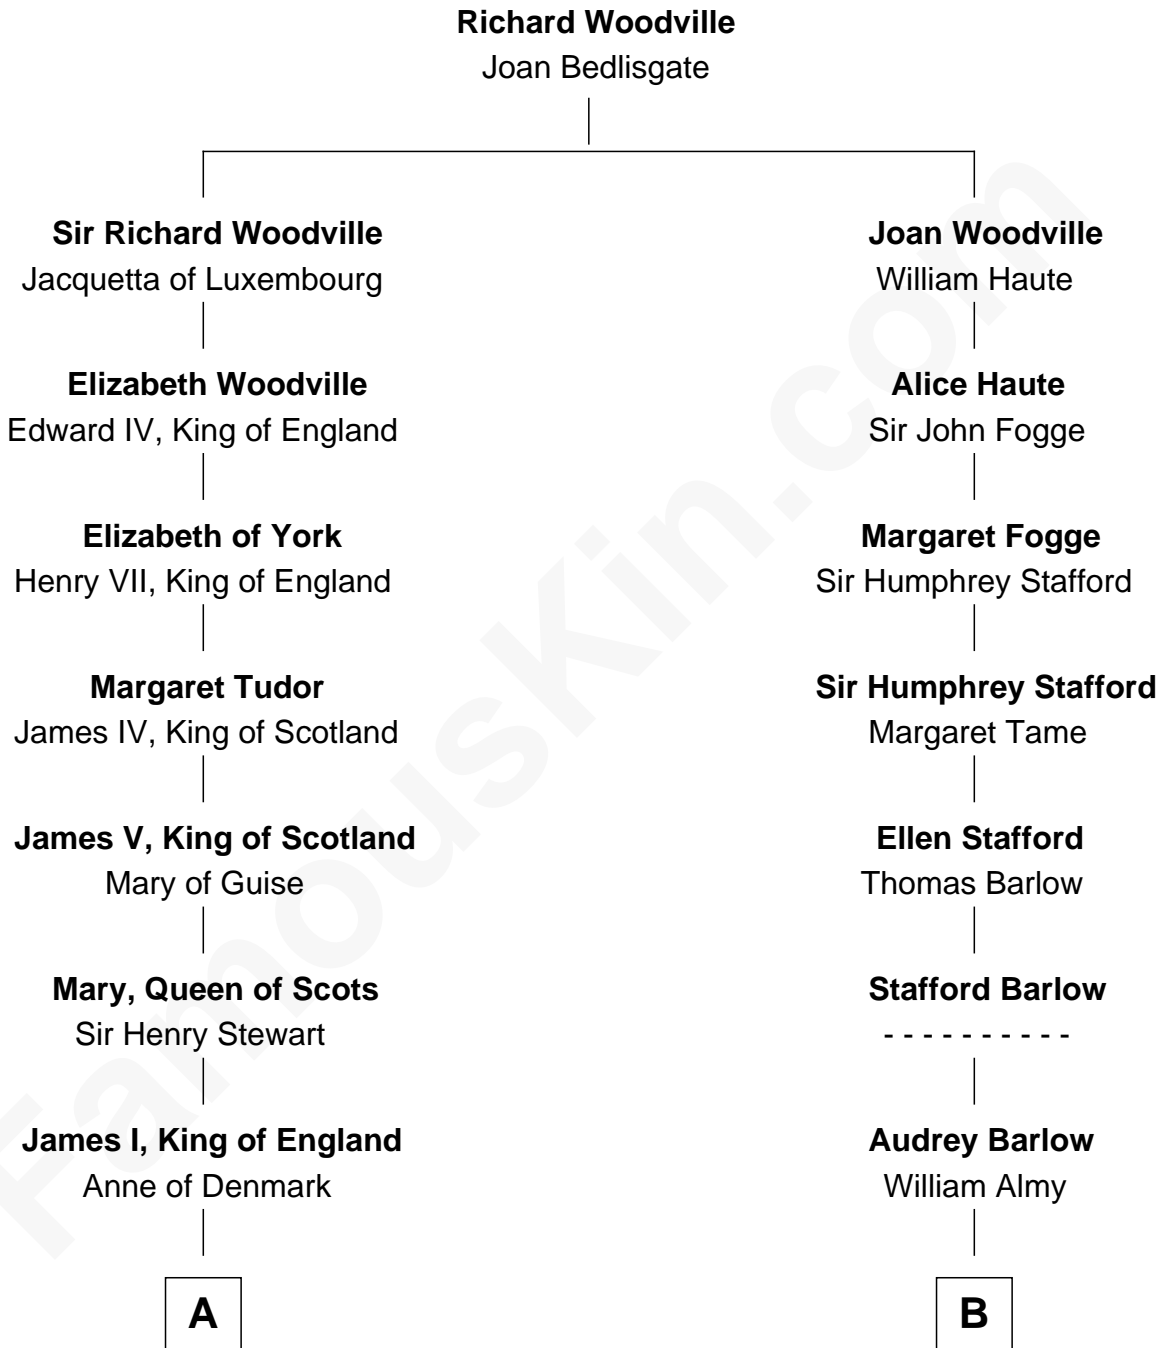 Richard Woodville
Joan Bedlisgate
Sir Richard Woodville
Jacquetta of Luxembourg
Joan Woodville
William Haute
Elizabeth Woodville
Edward IV, King of England
Alice Haute
Sir John Fogge
Elizabeth of York
Henry VII, King of England
Margaret Fogge
Sir Humphrey Stafford
Margaret Tudor
James IV, King of Scotland
Sir Humphrey Stafford
Margaret Tame
James V, King of Scotland
Mary of Guise
Ellen Stafford
Thomas Barlow
Mary, Queen of Scots
Sir Henry Stewart
Stafford Barlow
- - - - - - - - - -
James I, King of England
Anne of Denmark
Audrey Barlow
William Almy
A
B
FamousKin.com